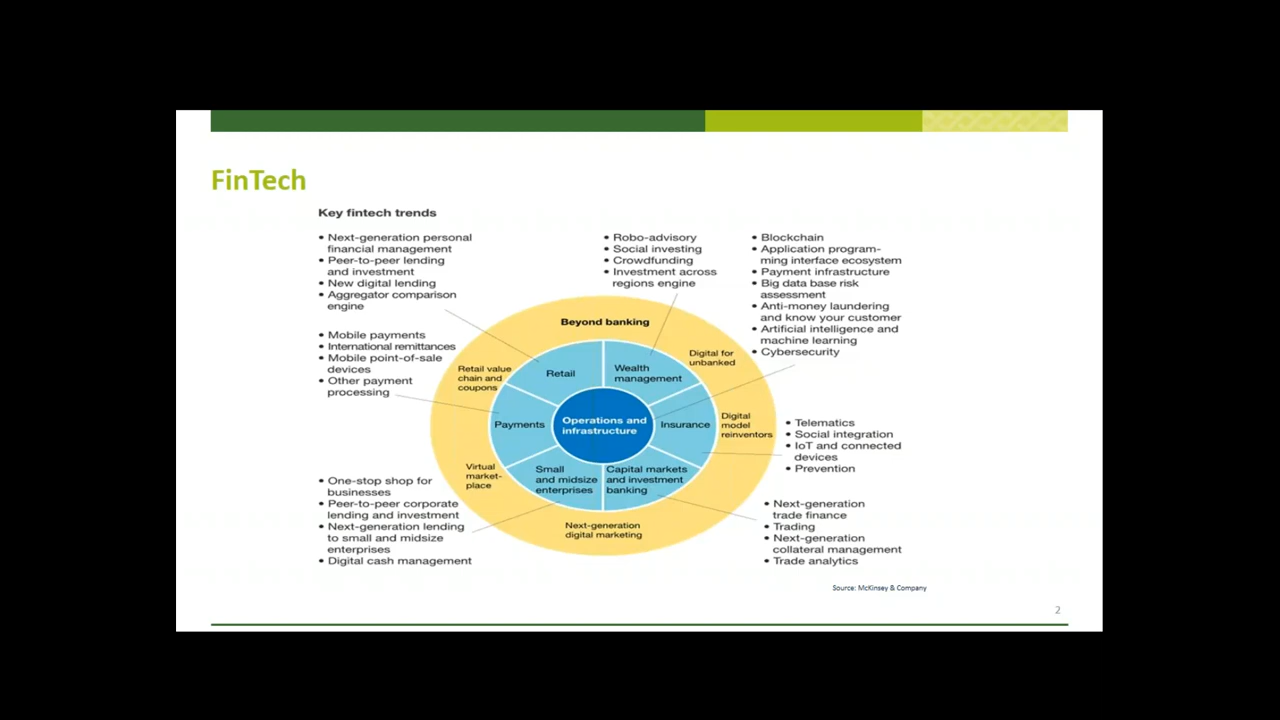 FinTech
Key fintech trends
• Next-generation personal
financial management
• Peer-to-peer lending
and investment
• New digital lending
• Aggregator comparison
engine
• Robo-advisory
• Social investing
• Crowdfunding
• Investment across
regions engine
• Blockchain
• Application program-
ming interface ecosystem
• Payment infrastructure
• Big data base risk
assessment
• Anti-money laundering
and know your customer
• Artificial intelligence and
machine learning
• Cybersecurity
• Mobile payments
• International remittances
• Mobile point-of-sale
devices
• Other payment
processing
Beyond banking
Retail value
chain and
coupons
Retail
Wealth
management
Digital for
unbanked
Payments
Operations and
infrastructure
Insurance
Digital
model
reinventors
Virtual
market-
place
Small
and midsize
enterprises
Capital markets
and investment
banking
Next-generation
digital marketing
• Telematics
• Social integration
• IoT and connected
devices
• Prevention
• One-stop shop for
businesses
• Peer-to-peer corporate
lending and investment
• Next-generation lending
to small and midsize
enterprises
• Digital cash management
• Next-generation
trade finance
• Trading
• Next-generation
collateral management
• Trade analytics
Source: McKinsey & Company
2